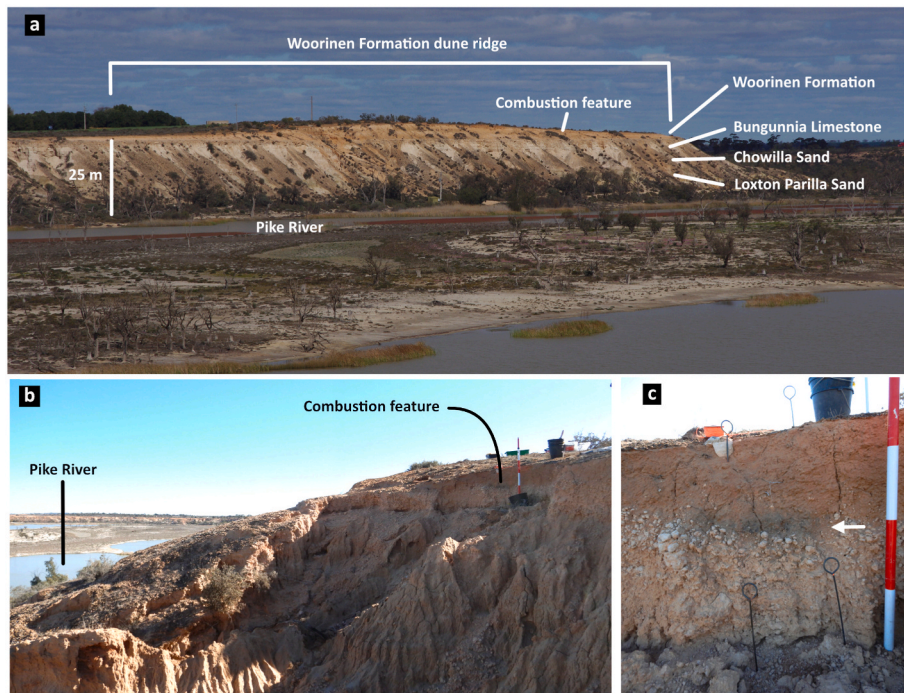 a
Woorinen Formation dune ridge
Woorinen Formation
Combustion feature
Bungunnia Limestone
Chowilla Sand
25 m
Loxton Parilla Sand
Pike River
b
Combustion feature
Pike River
c